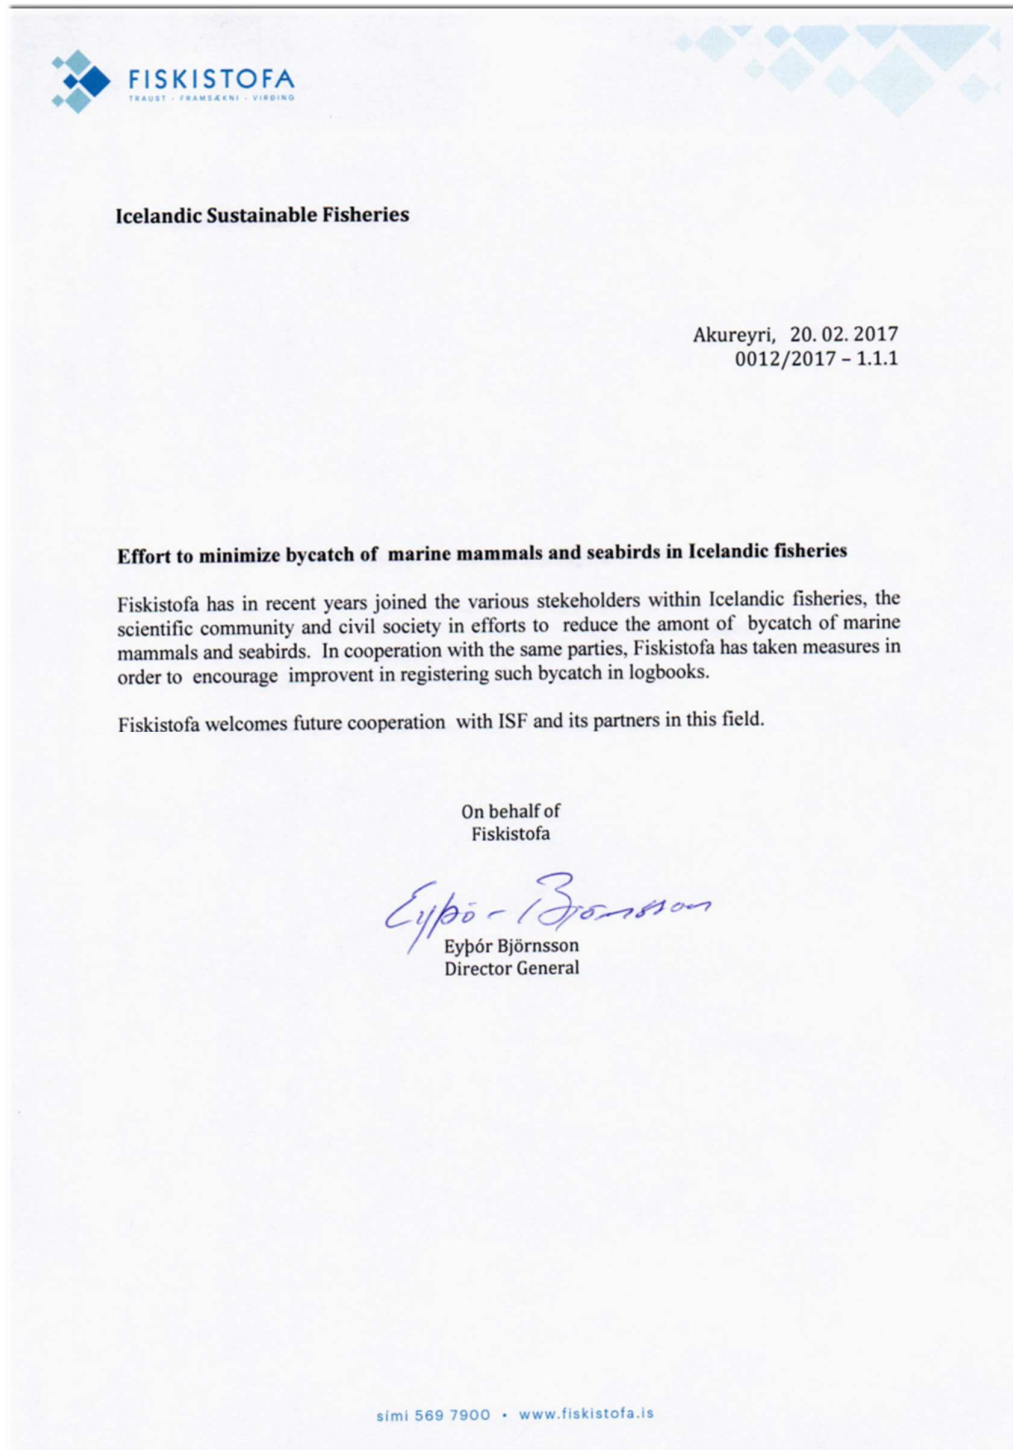 FISKISTOFA
TRAUST - FRAMSÆKNI - VIRÐING
Icelandic Sustainable Fisheries
Akureyri, 20. 02. 2017
0012/2017 – 1.1.1
Effort to minimize bycatch of marine mammals and seabirds in Icelandic fisheries
Fiskistofa has in recent years joined the various stekeholders within Icelandic fisheries, the
scientific community and civil society in efforts to reduce the amont of bycatch of marine
mammals and seabirds. In cooperation with the same parties, Fiskistofa has taken measures in
order to encourage improvent in registering such bycatch in logbooks.
Fiskistofa welcomes future cooperation with ISF and its partners in this field.
On behalf of
Fiskistofa
Eyþór Björnsson
Eyþór Björnsson
Director General
sími 569 7900 • www.fiskistofa.is